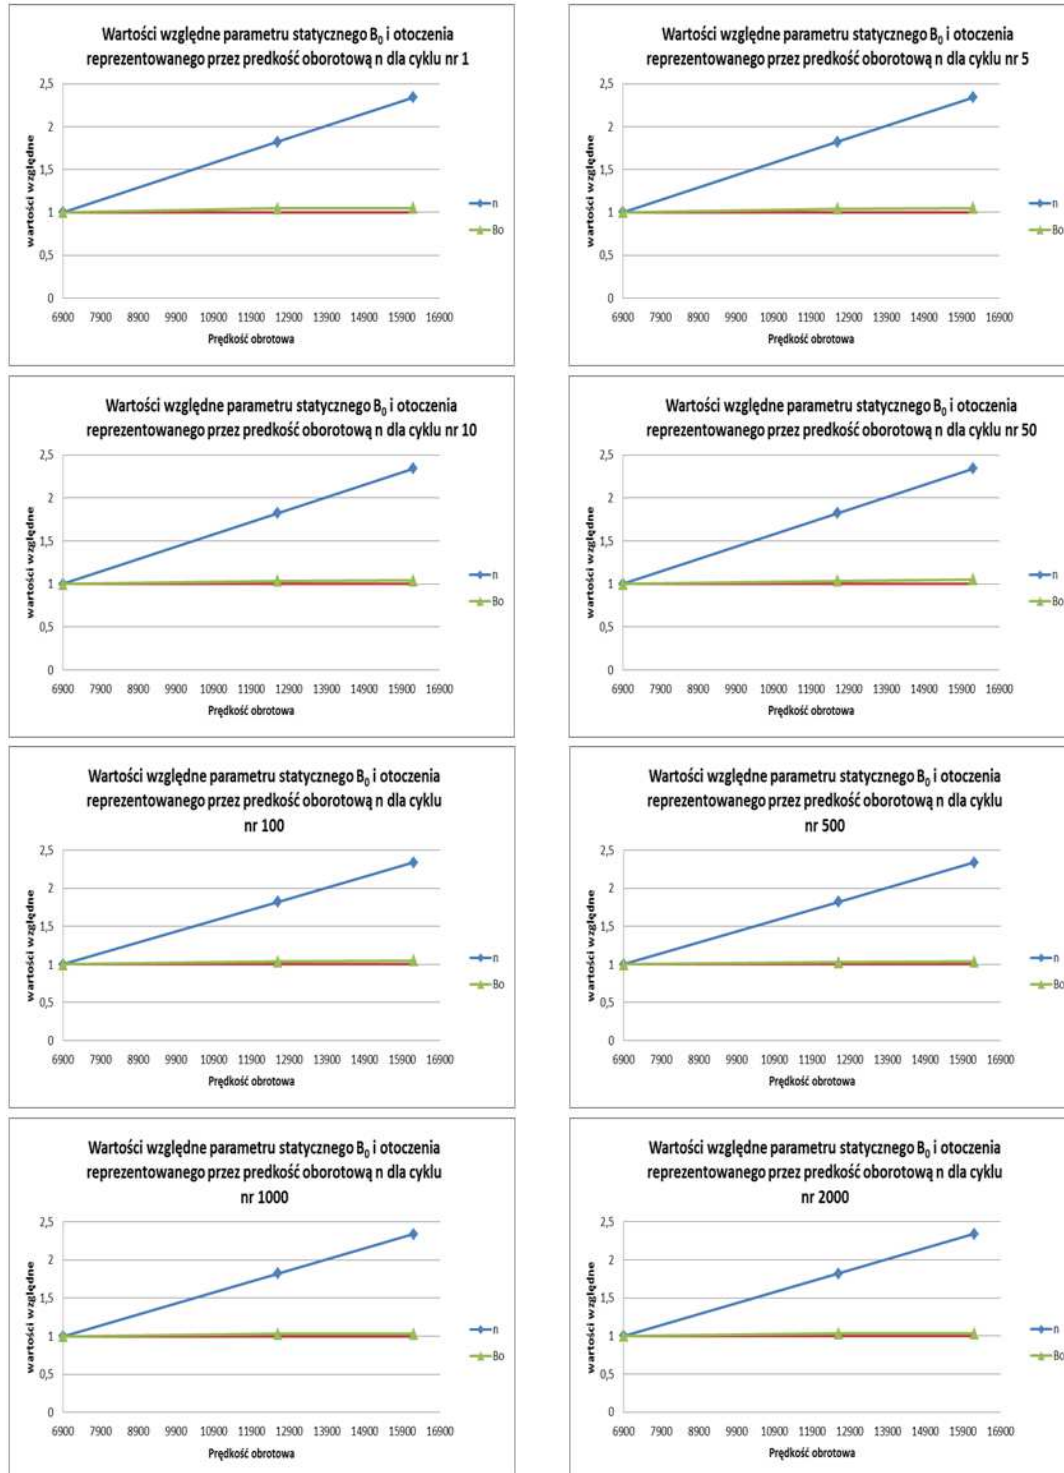 Wartości względne parametru statycznego B₀ i otoczenia
reprezentowanego przez predkość oborotową n dla cyklu nr 1
2,5
2
1,5
1
0,5
0
wartości względne
6900 7900 8900 9900 10900 11900 12900 13900 14900 15900 16900
Prędkość obrotowa
n
Bo
Wartości względne parametru statycznego B₀ i otoczenia
reprezentowanego przez predkość oborotową n dla cyklu nr 5
2,5
2
1,5
1
0,5
0
wartości względne
6900 7900 8900 9900 10900 11900 12900 13900 14900 15900 16900
Prędkość obrotowa
n
Bo
Wartości względne parametru statycznego B₀ i otoczenia
reprezentowanego przez predkość oborotową n dla cyklu nr 10
2,5
2
1,5
1
0,5
0
wartości względne
6900 7900 8900 9900 10900 11900 12900 13900 14900 15900 16900
Prędkość obrotowa
n
Bo
Wartości względne parametru statycznego B₀ i otoczenia
reprezentowanego przez predkość oborotową n dla cyklu nr 50
2,5
2
1,5
1
0,5
0
wartości względne
6900 7900 8900 9900 10900 11900 12900 13900 14900 15900 16900
Prędkość obrotowa
n
Bo
Wartości względne parametru statycznego B₀ i otoczenia
reprezentowanego przez predkość oborotową n dla cyklu
nr 100
2,5
2
1,5
1
0,5
0
wartości względne
6900 7900 8900 9900 10900 11900 12900 13900 14900 15900 16900
Prędkość obrotowa
n
Bo
Wartości względne parametru statycznego B₀ i otoczenia
reprezentowanego przez predkość oborotową n dla cyklu
nr 500
2,5
2
1,5
1
0,5
0
wartości względne
6900 7900 8900 9900 10900 11900 12900 13900 14900 15900 16900
Prędkość obrotowa
n
Bo
Wartości względne parametru statycznego B₀ i otoczenia
reprezentowanego przez predkość oborotową n dla cyklu
nr 1000
2,5
2
1,5
1
0,5
0
wartości względne
6900 7900 8900 9900 10900 11900 12900 13900 14900 15900 16900
Prędkość obrotowa
n
Bo
Wartości względne parametru statycznego B₀ i otoczenia
reprezentowanego przez predkość oborotową n dla cyklu
nr 2000
2,5
2
1,5
1
0,5
0
wartości względne
6900 7900 8900 9900 10900 11900 12900 13900 14900 15900 16900
Prędkość obrotowa
n
Bo